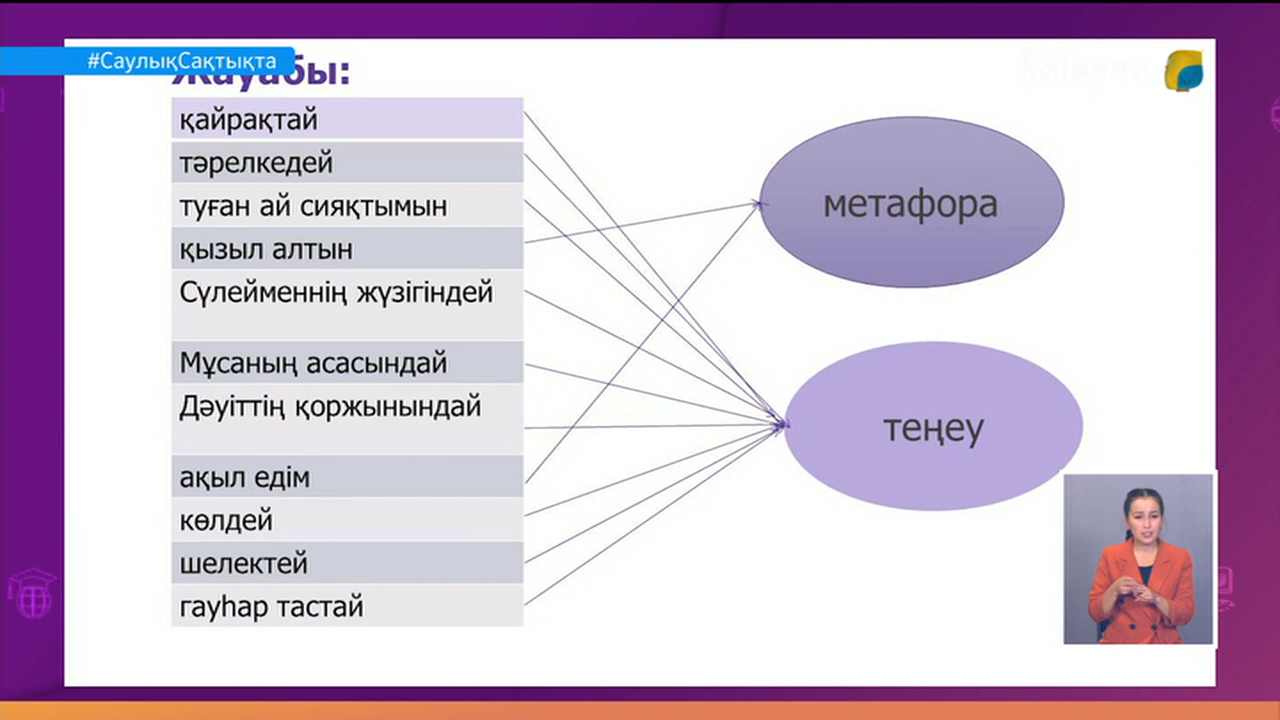 #СаулықСақтықта
Жауабы:
қайрақтай
тәрелкедей
туған ай сияқтымын
қызыл алтын
Сүлейменнің жүзігіндей
Мұсаның асасындай
Дәуіттің қоржынындай
ақыл едім
көлдей
шелектей
гауһар тастай
метафора
теңеу